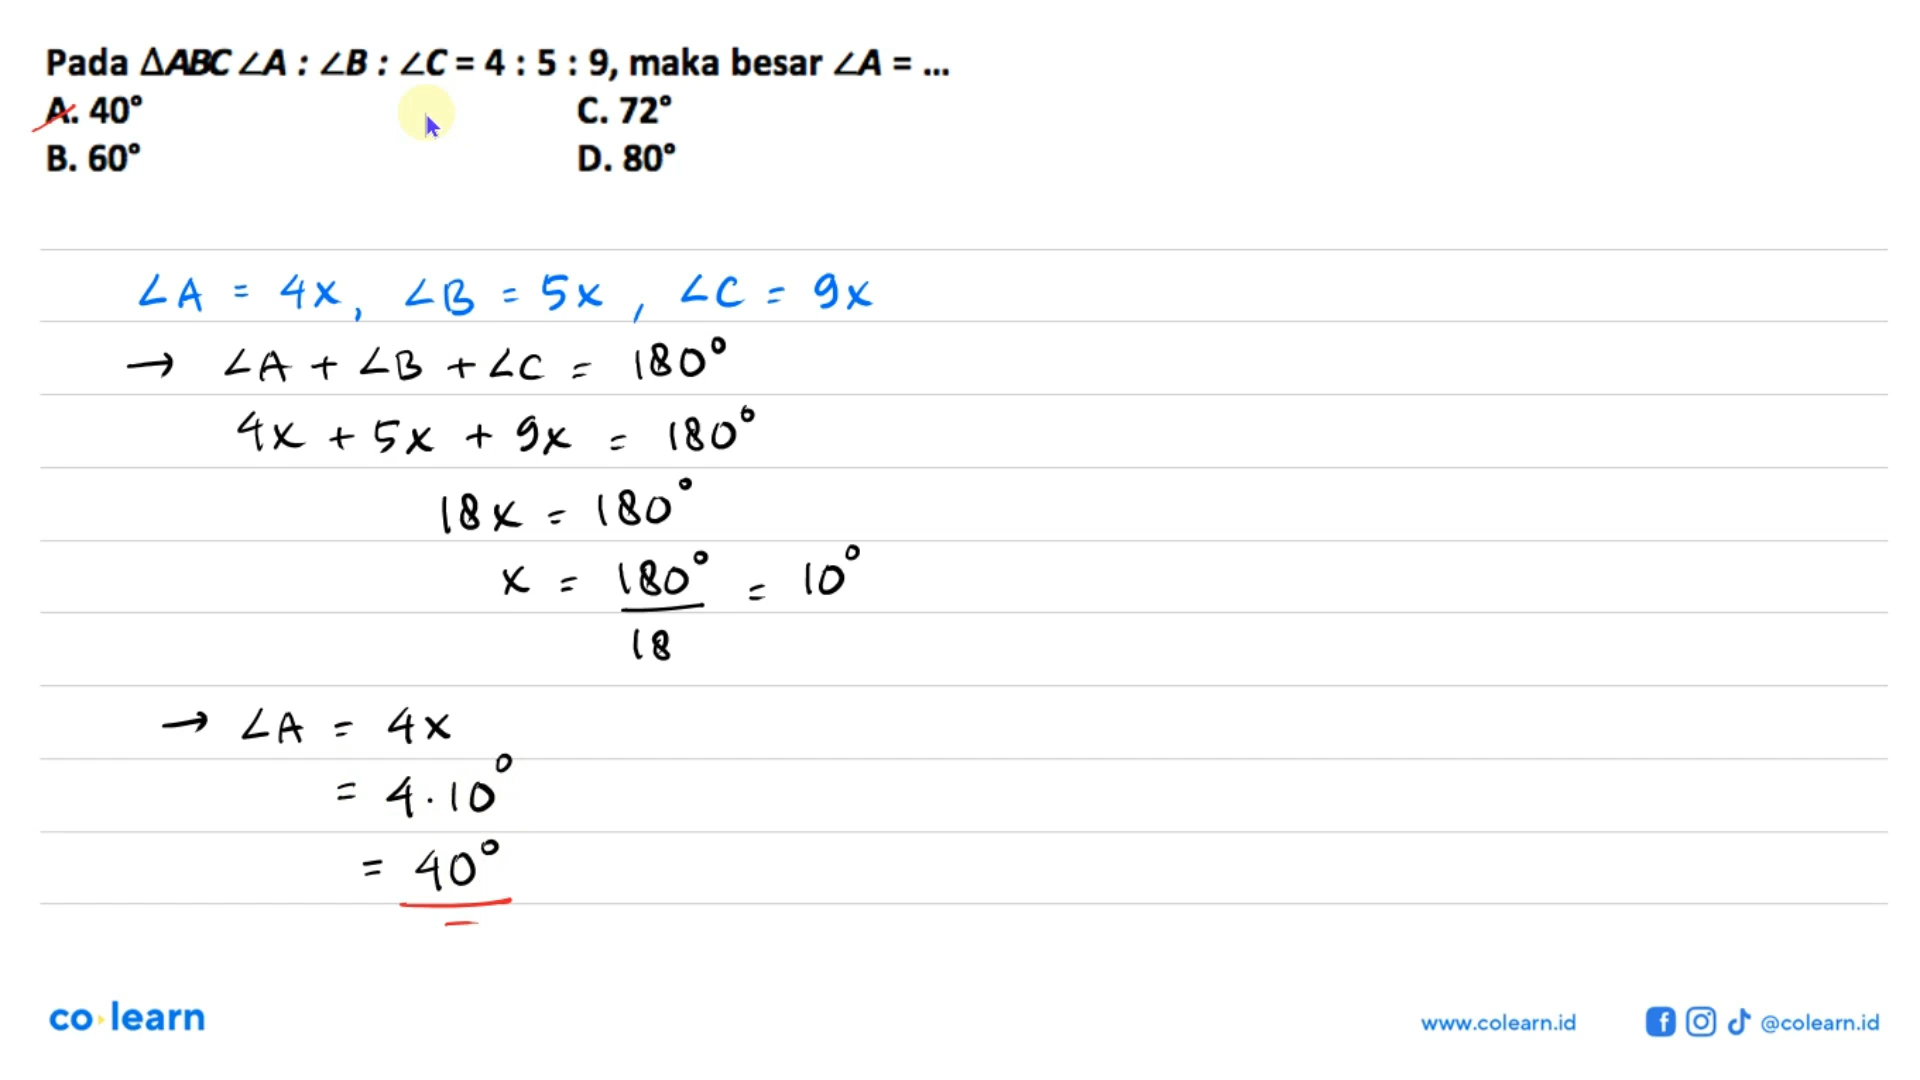 Pada ΔABC ∠A : ∠B : ∠C = 4 : 5 : 9, maka besar ∠A = ...
A. 40° C. 72°
B. 60° D. 80°
∠A = 4x, ∠B = 5x, ∠C = 9x
→ ∠A + ∠B + ∠C = 180°
4x + 5x + 9x = 180°
18x = 180°
x = 180° = 10°
18
→ ∠A = 4x
= 4 . 10°
= 40°
co learn www.colearn.id @colearn.id